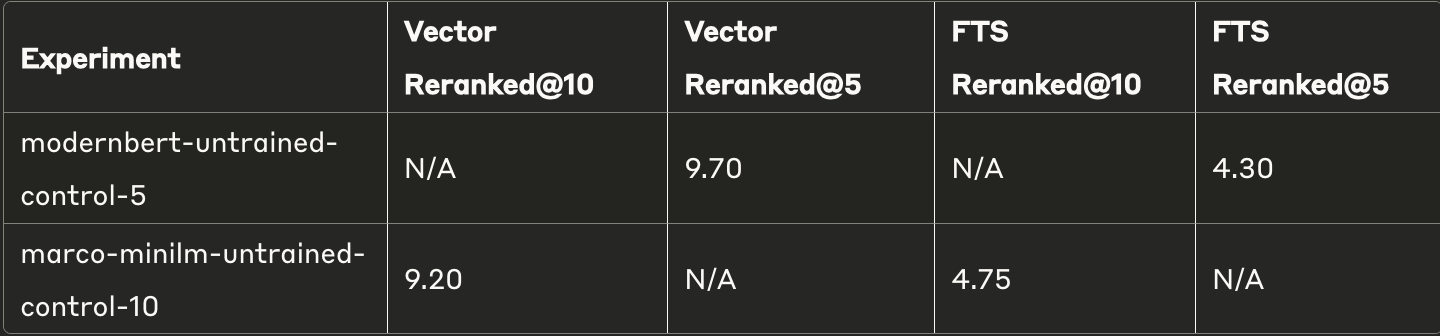 Experiment
Vector
Reranked@10
Vector
Reranked@5
FTS
Reranked@10
FTS
Reranked@5
modernbert-untrained-
control-5
N/A
9.70
N/A
4.30
marco-minilm-untrained-
control-10
9.20
N/A
4.75
N/A